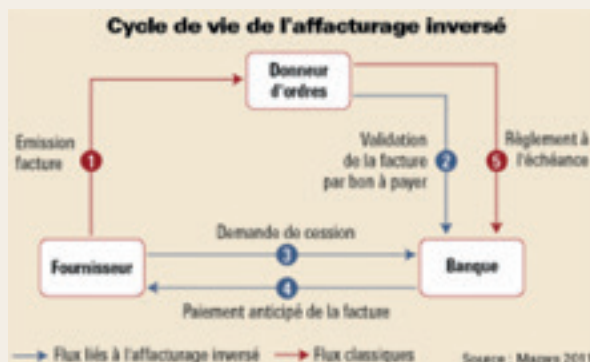 Cycle de vie de l'affacturage inversé
Donneur
d'ordres
Emission
facture
1
Validation
de la facture
par bon à payer
2
5
Règlement à
l'échéance
Demande de cession
3
Fournisseur
Banque
4
Paiement anticipé de la facture
Flux liés à l'affacturage inversé
Flux classiques
Source :